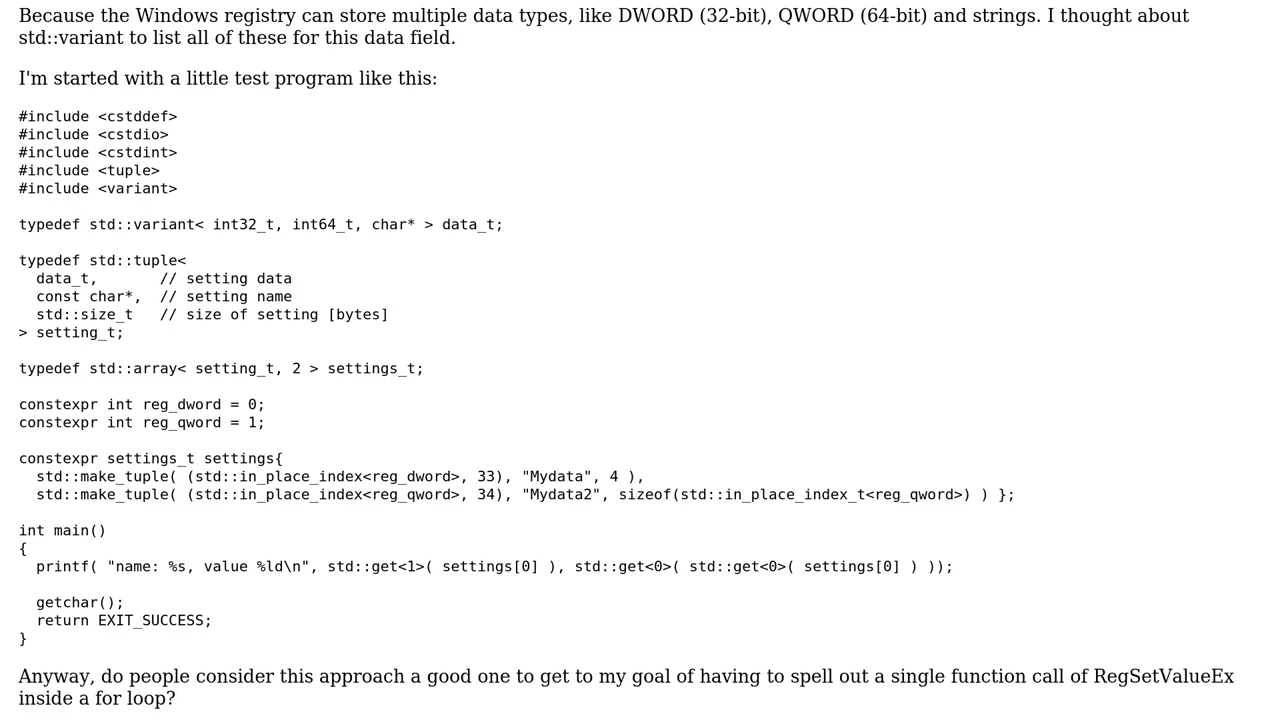 Because the Windows registry can store multiple data types, like DWORD (32-bit), QWORD (64-bit) and strings. I thought about
std::variant to list all of these for this data field.
I'm started with a little test program like this:
#include <cstddef>
#include <cstdio>
#include <cstdint>
#include <tuple>
#include <variant>
typedef std::variant< int32_t, int64_t, char* > data_t;
typedef std::tuple<
  data_t,       // setting data
  const char*,  // setting name
  std::size_t   // size of setting [bytes]
> setting_t;
typedef std::array< setting_t, 2 > settings_t;
constexpr int reg_dword = 0;
constexpr int reg_qword = 1;
constexpr settings_t settings{
  std::make_tuple( (std::in_place_index<reg_dword>, 33), "Mydata", 4 ),
  std::make_tuple( (std::in_place_index<reg_qword>, 34), "Mydata2", sizeof(std::in_place_index_t<reg_qword>) ) };
int main()
{
  printf( "name: %s, value %ld\n", std::get<1>( settings[0] ), std::get<0>( std::get<0>( settings[0] ) ));
  getchar();
  return EXIT_SUCCESS;
}
Anyway, do people consider this approach a good one to get to my goal of having to spell out a single function call of RegSetValueEx
inside a for loop?